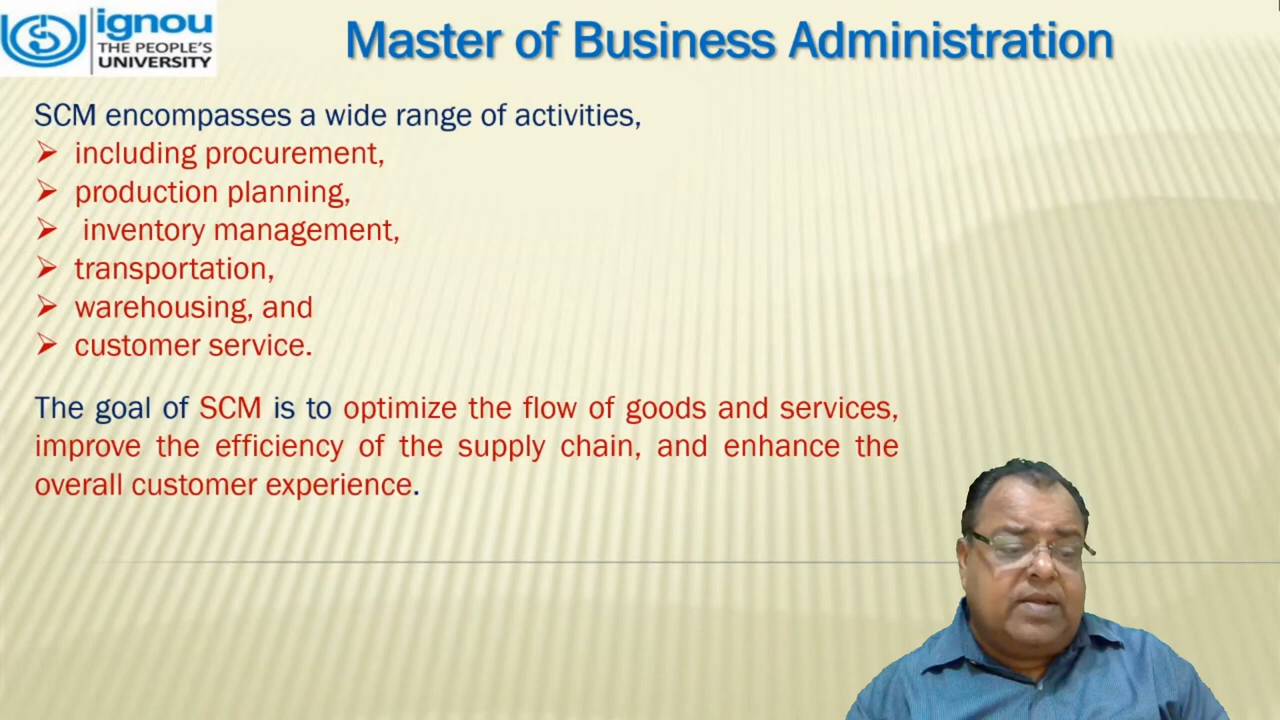 ignou
THE PEOPLE'S
UNIVERSITY
Master of Business Administration
SCM encompasses a wide range of activities,
➢ including procurement,
➢ production planning,
➢ inventory management,
➢ transportation,
➢ warehousing, and
➢ customer service.
The goal of SCM is to optimize the flow of goods and services,
improve the efficiency of the supply chain, and enhance the
overall customer experience.